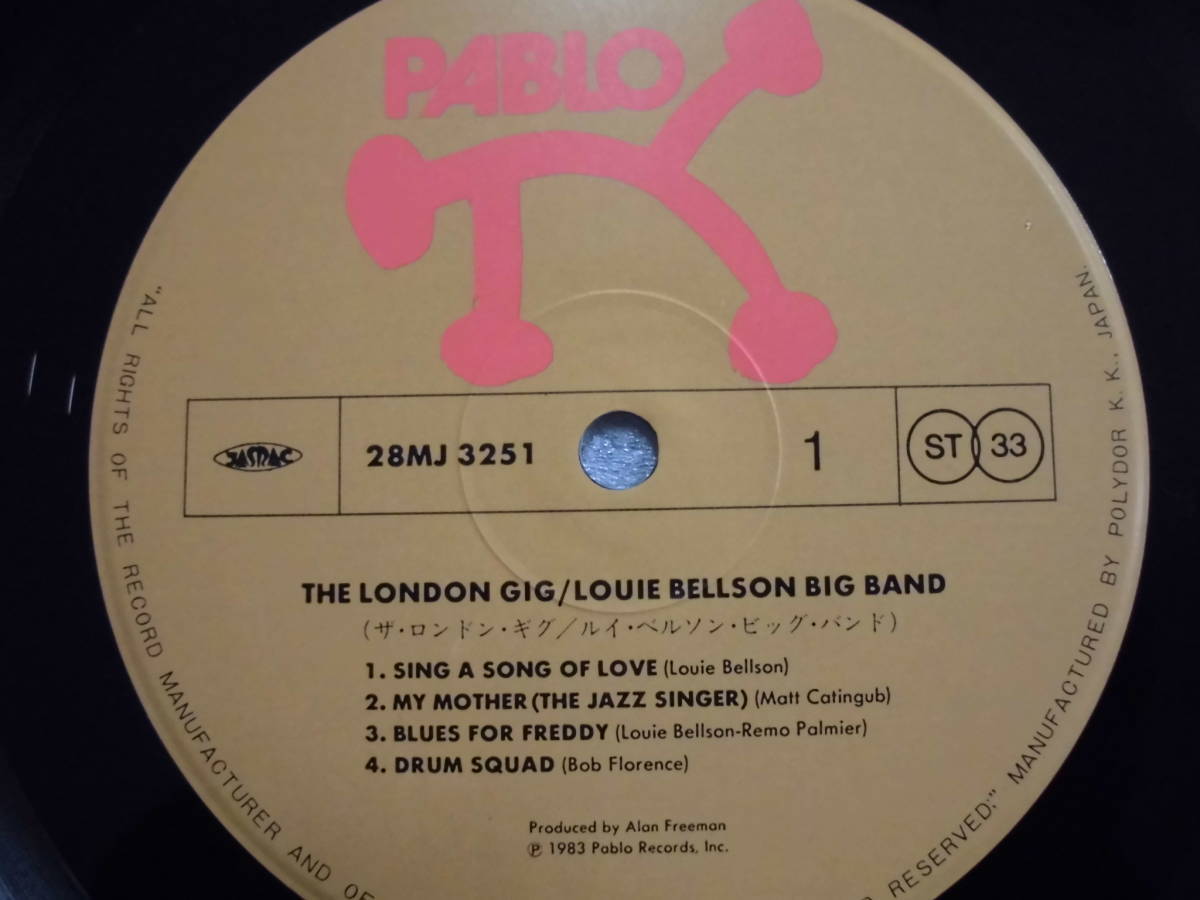 PABLO
JASRAC
28MJ 3251
1
ST 33
THE LONDON GIG/LOUIE BELLSON BIG BAND
(ザ・ロンドン・ギグ/ルイ・ベルソン・ビッグ・バンド)
1. SING A SONG OF LOVE (Louie Bellson)
2. MY MOTHER (THE JAZZ SINGER) (Matt Catingub)
3. BLUES FOR FREDDY (Louie Bellson-Remo Palmier)
4. DRUM SQUAD (Bob Florence)
Produced by Alan Freeman
℗ 1983 Pablo Records, Inc.
"ALL RIGHTS OF THE RECORD MANUFACTURER AND OF
RESERVED:" MANUFACTURED BY POLYDOR K. K., JAPAN.